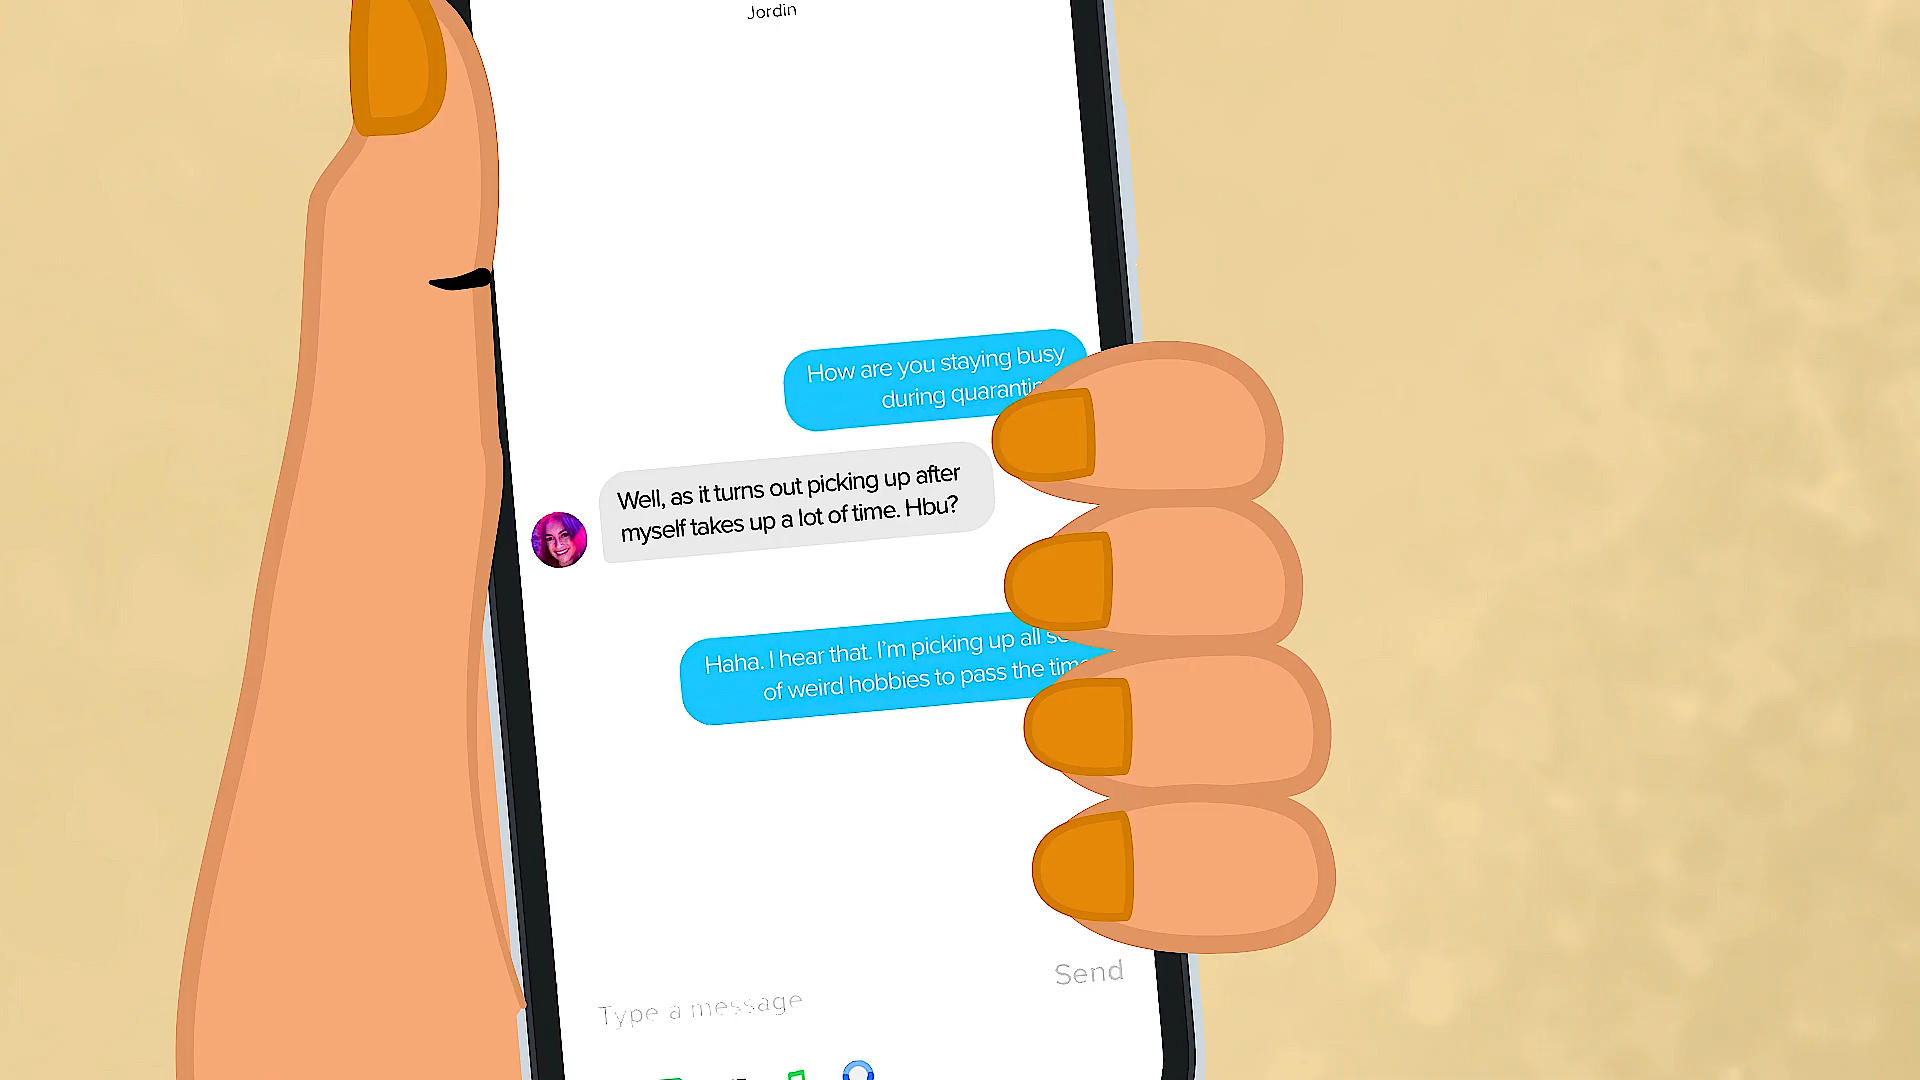 Jordin
How are you staying busy
during
Well, as it turns out picking up after
myself takes up a lot of time. Hbu?
Haha. I hear that. I'm picking up all
of weird hobbies to pass the
Type a message
Send